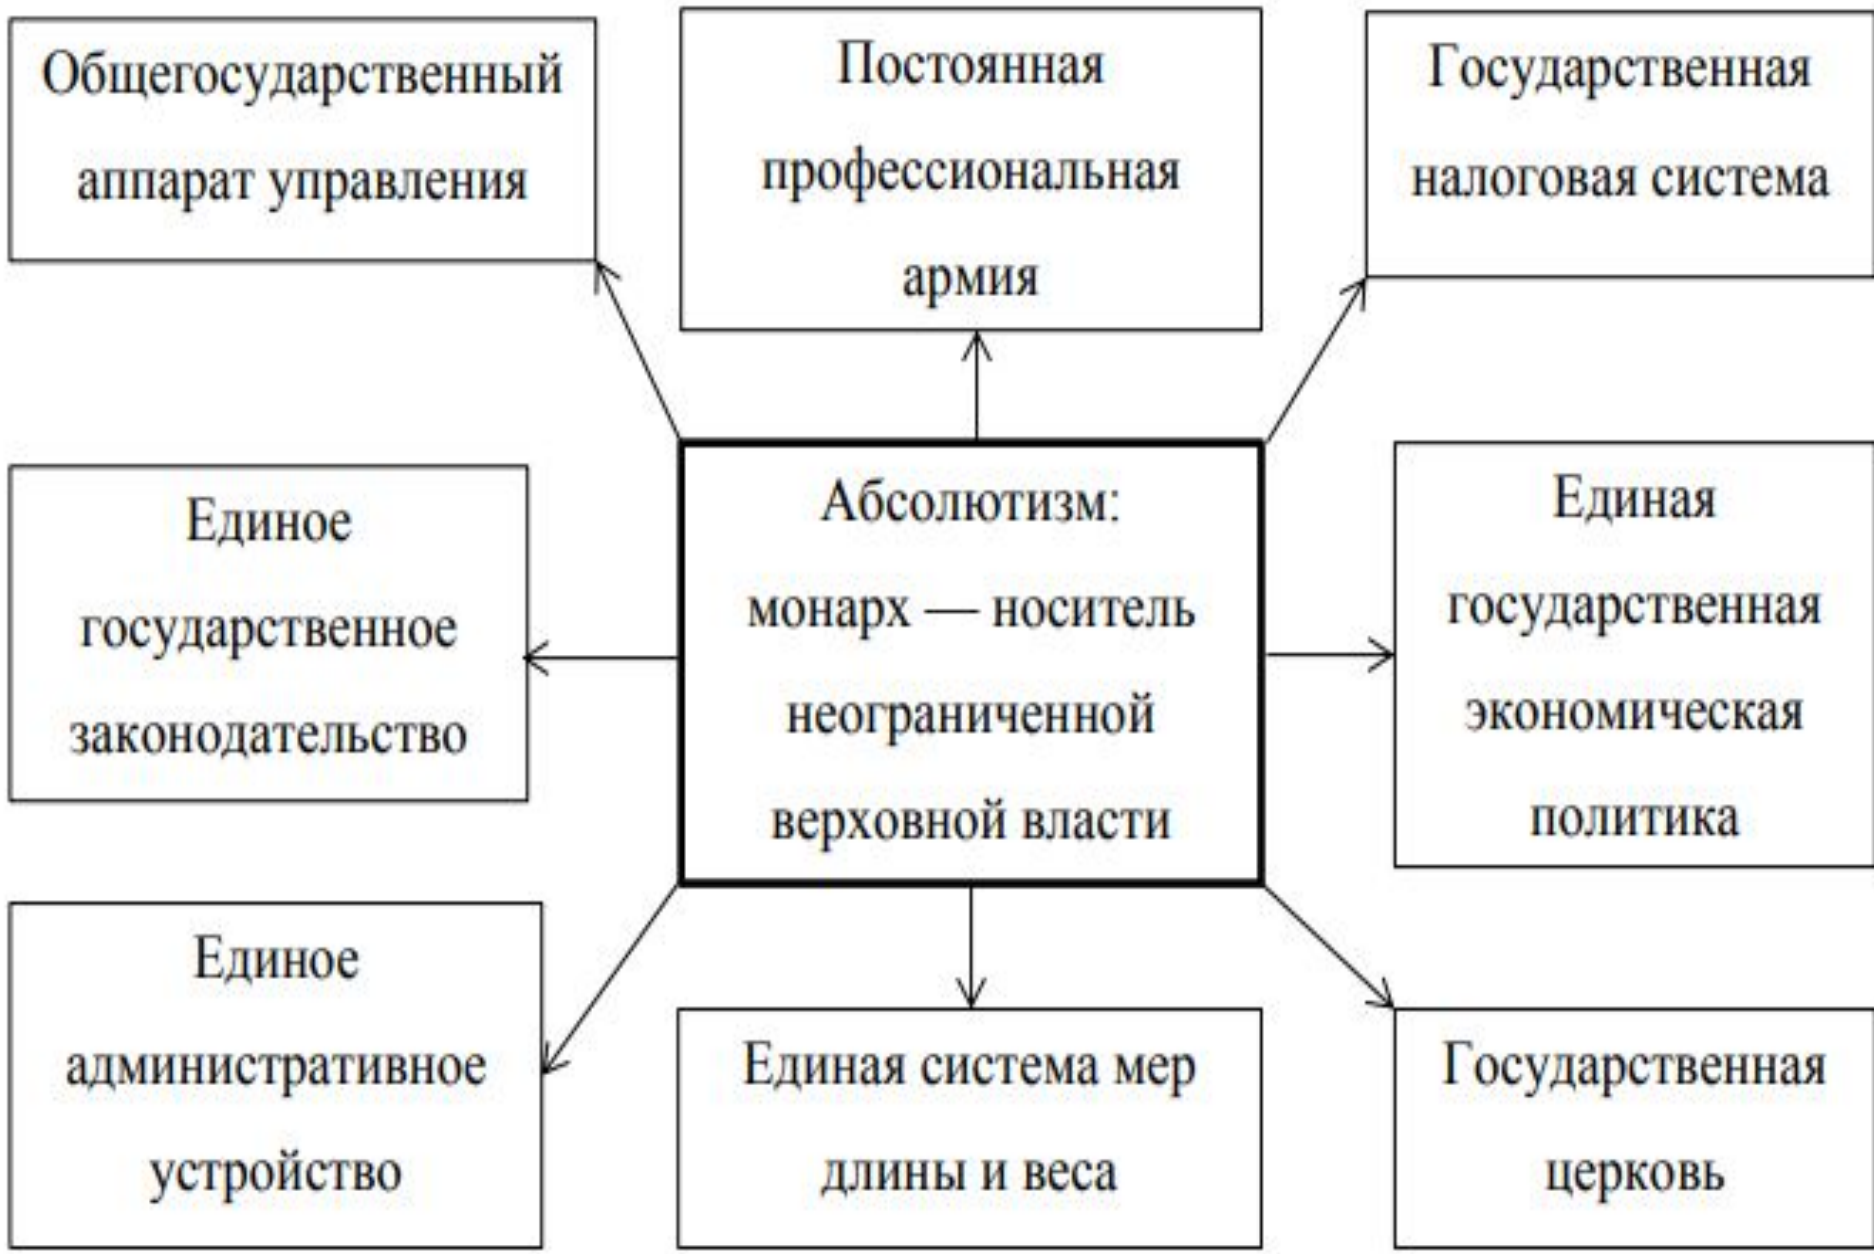 Общегосударственный
аппарат управления
Постоянная
профессиональная
армия
Государственная
налоговая система
Единое
государственное
законодательство
Абсолютизм:
монарх — носитель
неограниченной
верховной власти
Единая
государственная
экономическая
политика
Единое
административное
устройство
Единая система мер
длины и веса
Государственная
церковь